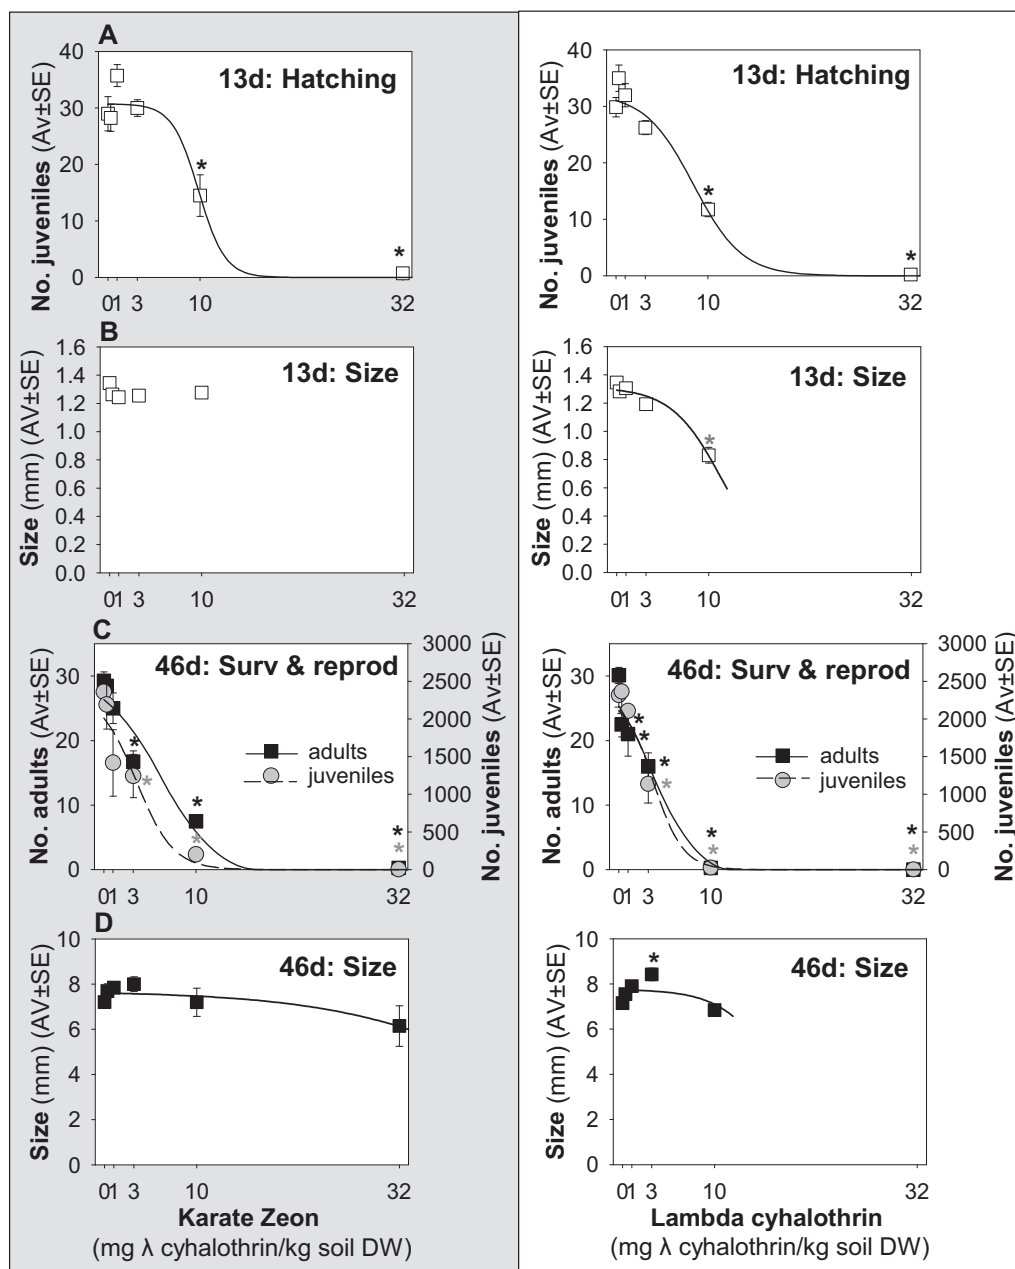 A
13d: Hatching
No. juveniles (Av±SE)
40
30
20
10
0
01 3 10 32
*
*
13d: Hatching
40
30
20
10
0
01 3 10 32
*
*
B
13d: Size
Size (mm) (AV±SE)
1.6
1.4
1.2
1.0
0.8
0.6
0.4
0.2
0.0
01 3 10 32
13d: Size
Size (mm) (AV±SE)
1.6
1.4
1.2
1.0
0.8
0.6
0.4
0.2
0.0
01 3 10 32
*
C
46d: Surv & reprod
No. adults (Av±SE)
30
20
10
0
3000
2500
2000
1500
1000
500
0
No. juveniles (Av±SE)
adults
juveniles
01 3 10 32
* * * * * *
46d: Surv & reprod
No. adults (Av±SE)
30
20
10
0
3000
2500
2000
1500
1000
500
0
No. juveniles (Av±SE)
adults
juveniles
01 3 10 32
* * * * * * * *
D
46d: Size
Size (mm) (AV±SE)
10
8
6
4
2
0
01 3 10 32
Karate Zeon
(mg λ cyhalothrin/kg soil DW)
46d: Size
Size (mm) (AV±SE)
10
8
6
4
2
0
*
01 3 10 32
Lambda cyhalothrin
(mg λ cyhalothrin/kg soil DW)